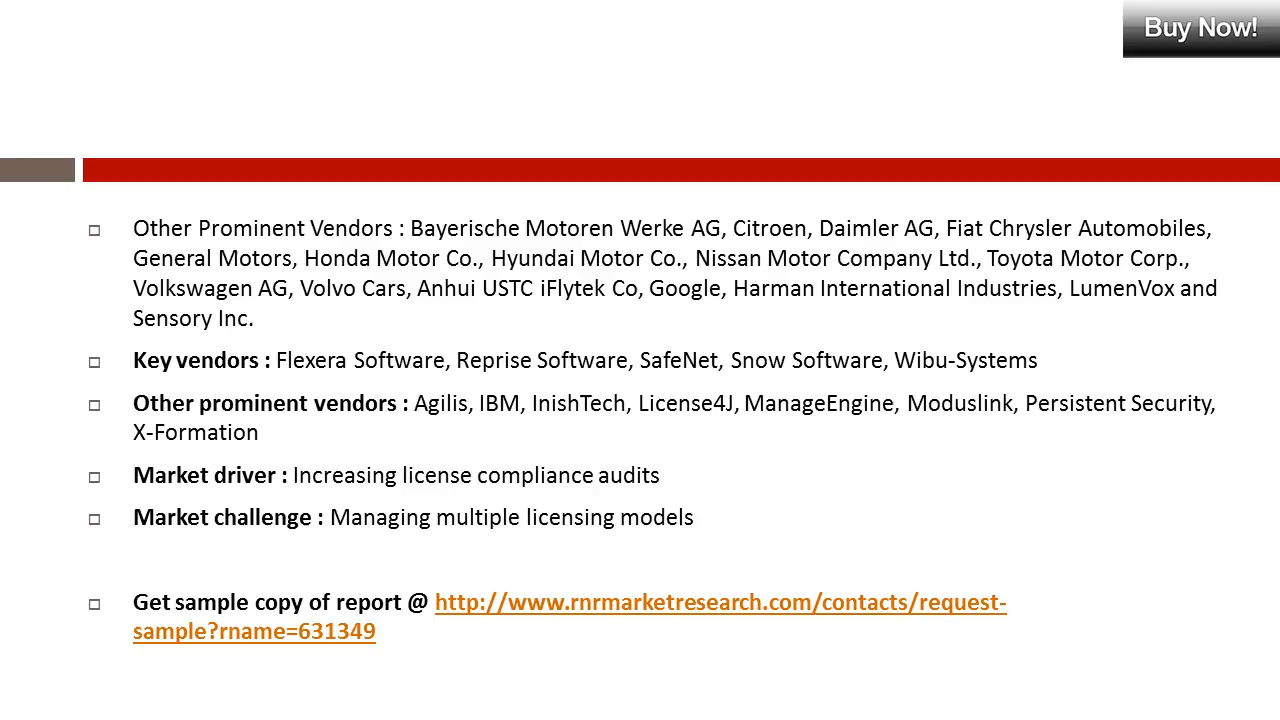 Buy Now!
Other Prominent Vendors : Bayerische Motoren Werke AG, Citroen, Daimler AG, Fiat Chrysler Automobiles,
General Motors, Honda Motor Co., Hyundai Motor Co., Nissan Motor Company Ltd., Toyota Motor Corp.,
Volkswagen AG, Volvo Cars, Anhui USTC iFlytek Co, Google, Harman International Industries, LumenVox and
Sensory Inc.
Key vendors : Flexera Software, Reprise Software, SafeNet, Snow Software, Wibu-Systems
Other prominent vendors : Agilis, IBM, InishTech, License4J, ManageEngine, Moduslink, Persistent Security,
X-Formation
Market driver : Increasing license compliance audits
Market challenge : Managing multiple licensing models
Get sample copy of report @ http://www.rnrmarketresearch.com/contacts/request-
sample?rname=631349